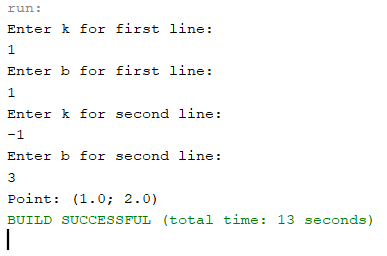 run:
Enter k for first line:
1
Enter b for first line:
1
Enter k for second line:
-1
Enter b for second line:
3
Point: (1.0; 2.0)
BUILD SUCCESSFUL (total time: 13 seconds)